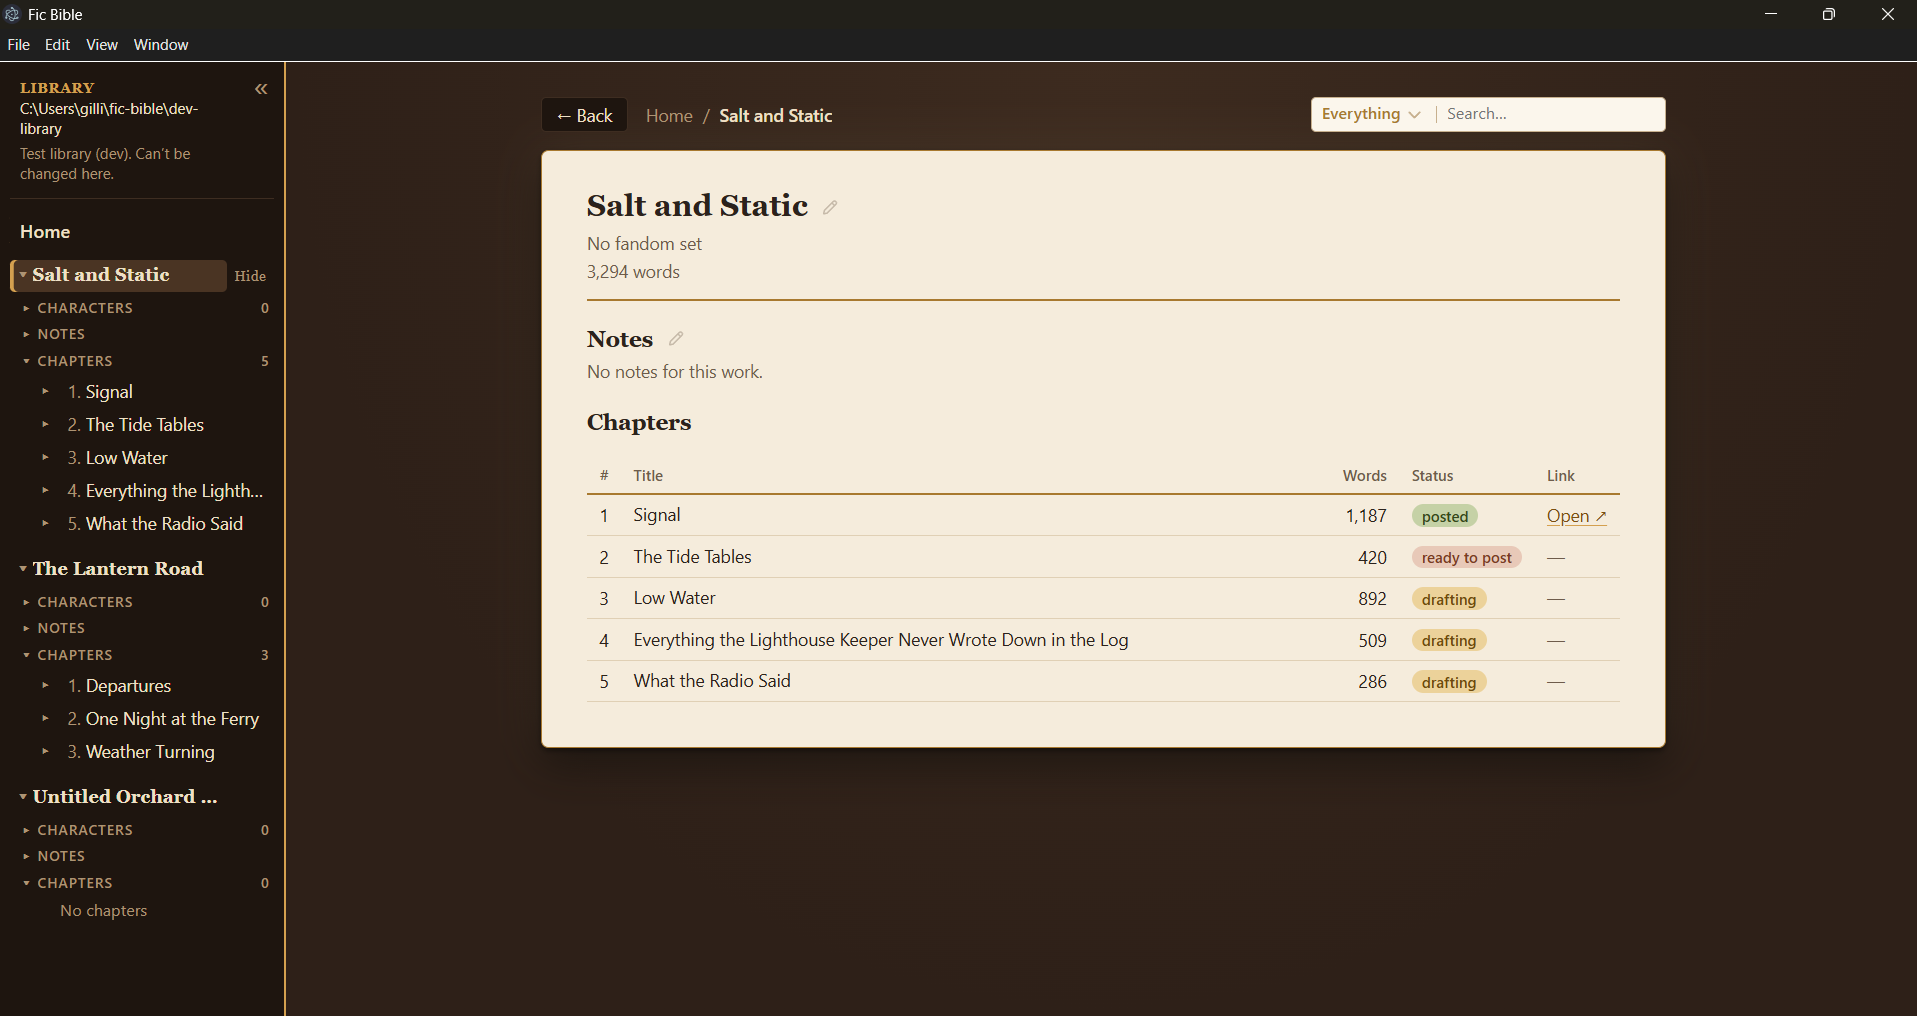 Fic Bible
File Edit View Window
LIBRARY «
C:\Users\gilli\fic-bible\dev-
library
Test library (dev). Can't be
changed here.
Home
Salt and Static Hide
CHARACTERS 0
NOTES
CHAPTERS 5
1. Signal
2. The Tide Tables
3. Low Water
4. Everything the Lighth...
5. What the Radio Said
The Lantern Road
CHARACTERS 0
NOTES
CHAPTERS 3
1. Departures
2. One Night at the Ferry
3. Weather Turning
Untitled Orchard ...
CHARACTERS 0
NOTES
CHAPTERS 0
No chapters
← Back Home / Salt and Static Everything Search...
Salt and Static
No fandom set
3,294 words
Notes
No notes for this work.
Chapters
# Title Words Status Link
1 Signal 1,187 posted Open ↗
2 The Tide Tables 420 ready to post —
3 Low Water 892 drafting —
4 Everything the Lighthouse Keeper Never Wrote Down in the Log 509 drafting —
5 What the Radio Said 286 drafting —